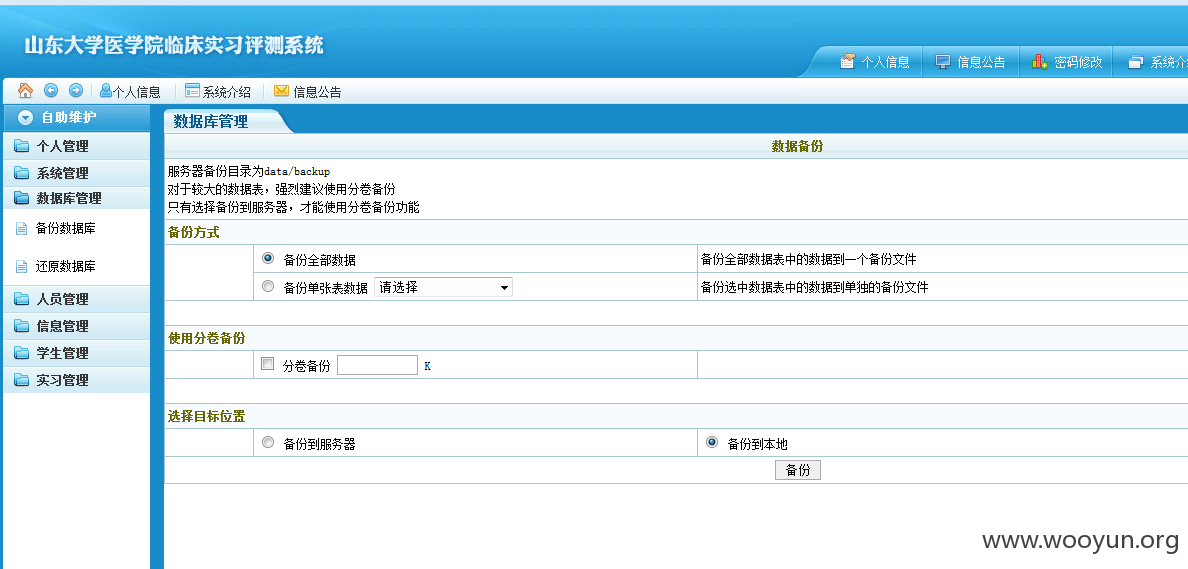 山东大学医学院临床实习评测系统
个人信息 信息公告 密码修改 系统介
个人信息 系统介绍 信息公告
自助维护
个人管理
系统管理
数据库管理
备份数据库
还原数据库
人员管理
信息管理
学生管理
实习管理
数据库管理
数据备份
服务器备份目录为data/backup
对于较大的数据表，强烈建议使用分卷备份
只有选择备份到服务器，才能使用分卷备份功能
备份方式
备份全部数据 备份全部数据表中的数据到一个备份文件
备份单张表数据 请选择 备份选中数据表中的数据到单独的备份文件
使用分卷备份
分卷备份 K
选择目标位置
备份到服务器 备份到本地
备份
www.wooyun.org